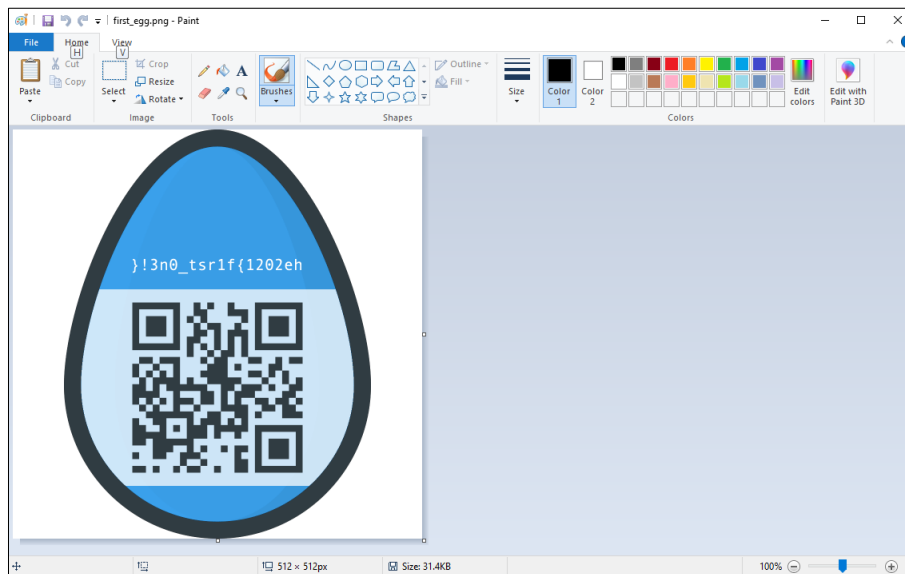 first_egg.png - Paint
File
Home
View
H
V
Paste
Cut
Copy
Clipboard
Select
Crop
Resize
Rotate
Image
A
Tools
Brushes
Outline
Fill
Shapes
Size
Color 1
Color 2
Edit colors
Colors
Edit with Paint 3D
}!3n0_tsr1f{1202eh
512 × 512px
Size: 31.4KB
100%